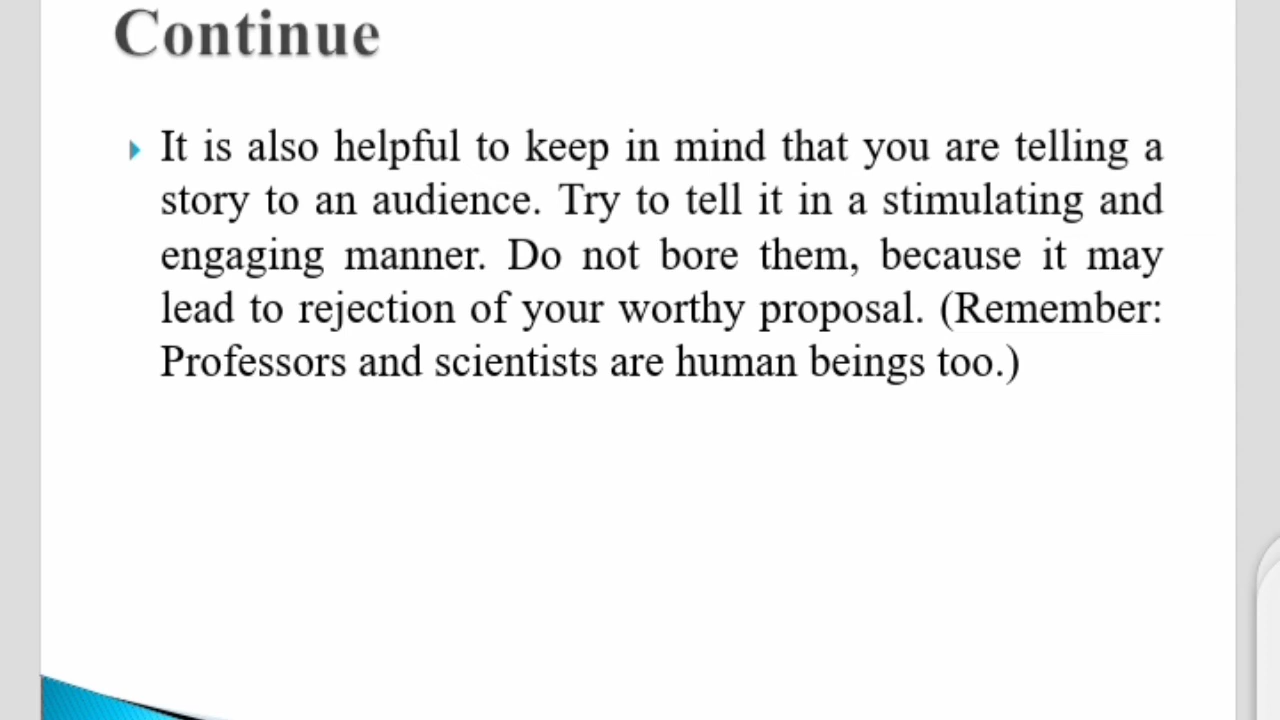 Continue
It is also helpful to keep in mind that you are telling a
story to an audience. Try to tell it in a stimulating and
engaging manner. Do not bore them, because it may
lead to rejection of your worthy proposal. (Remember:
Professors and scientists are human beings too.)